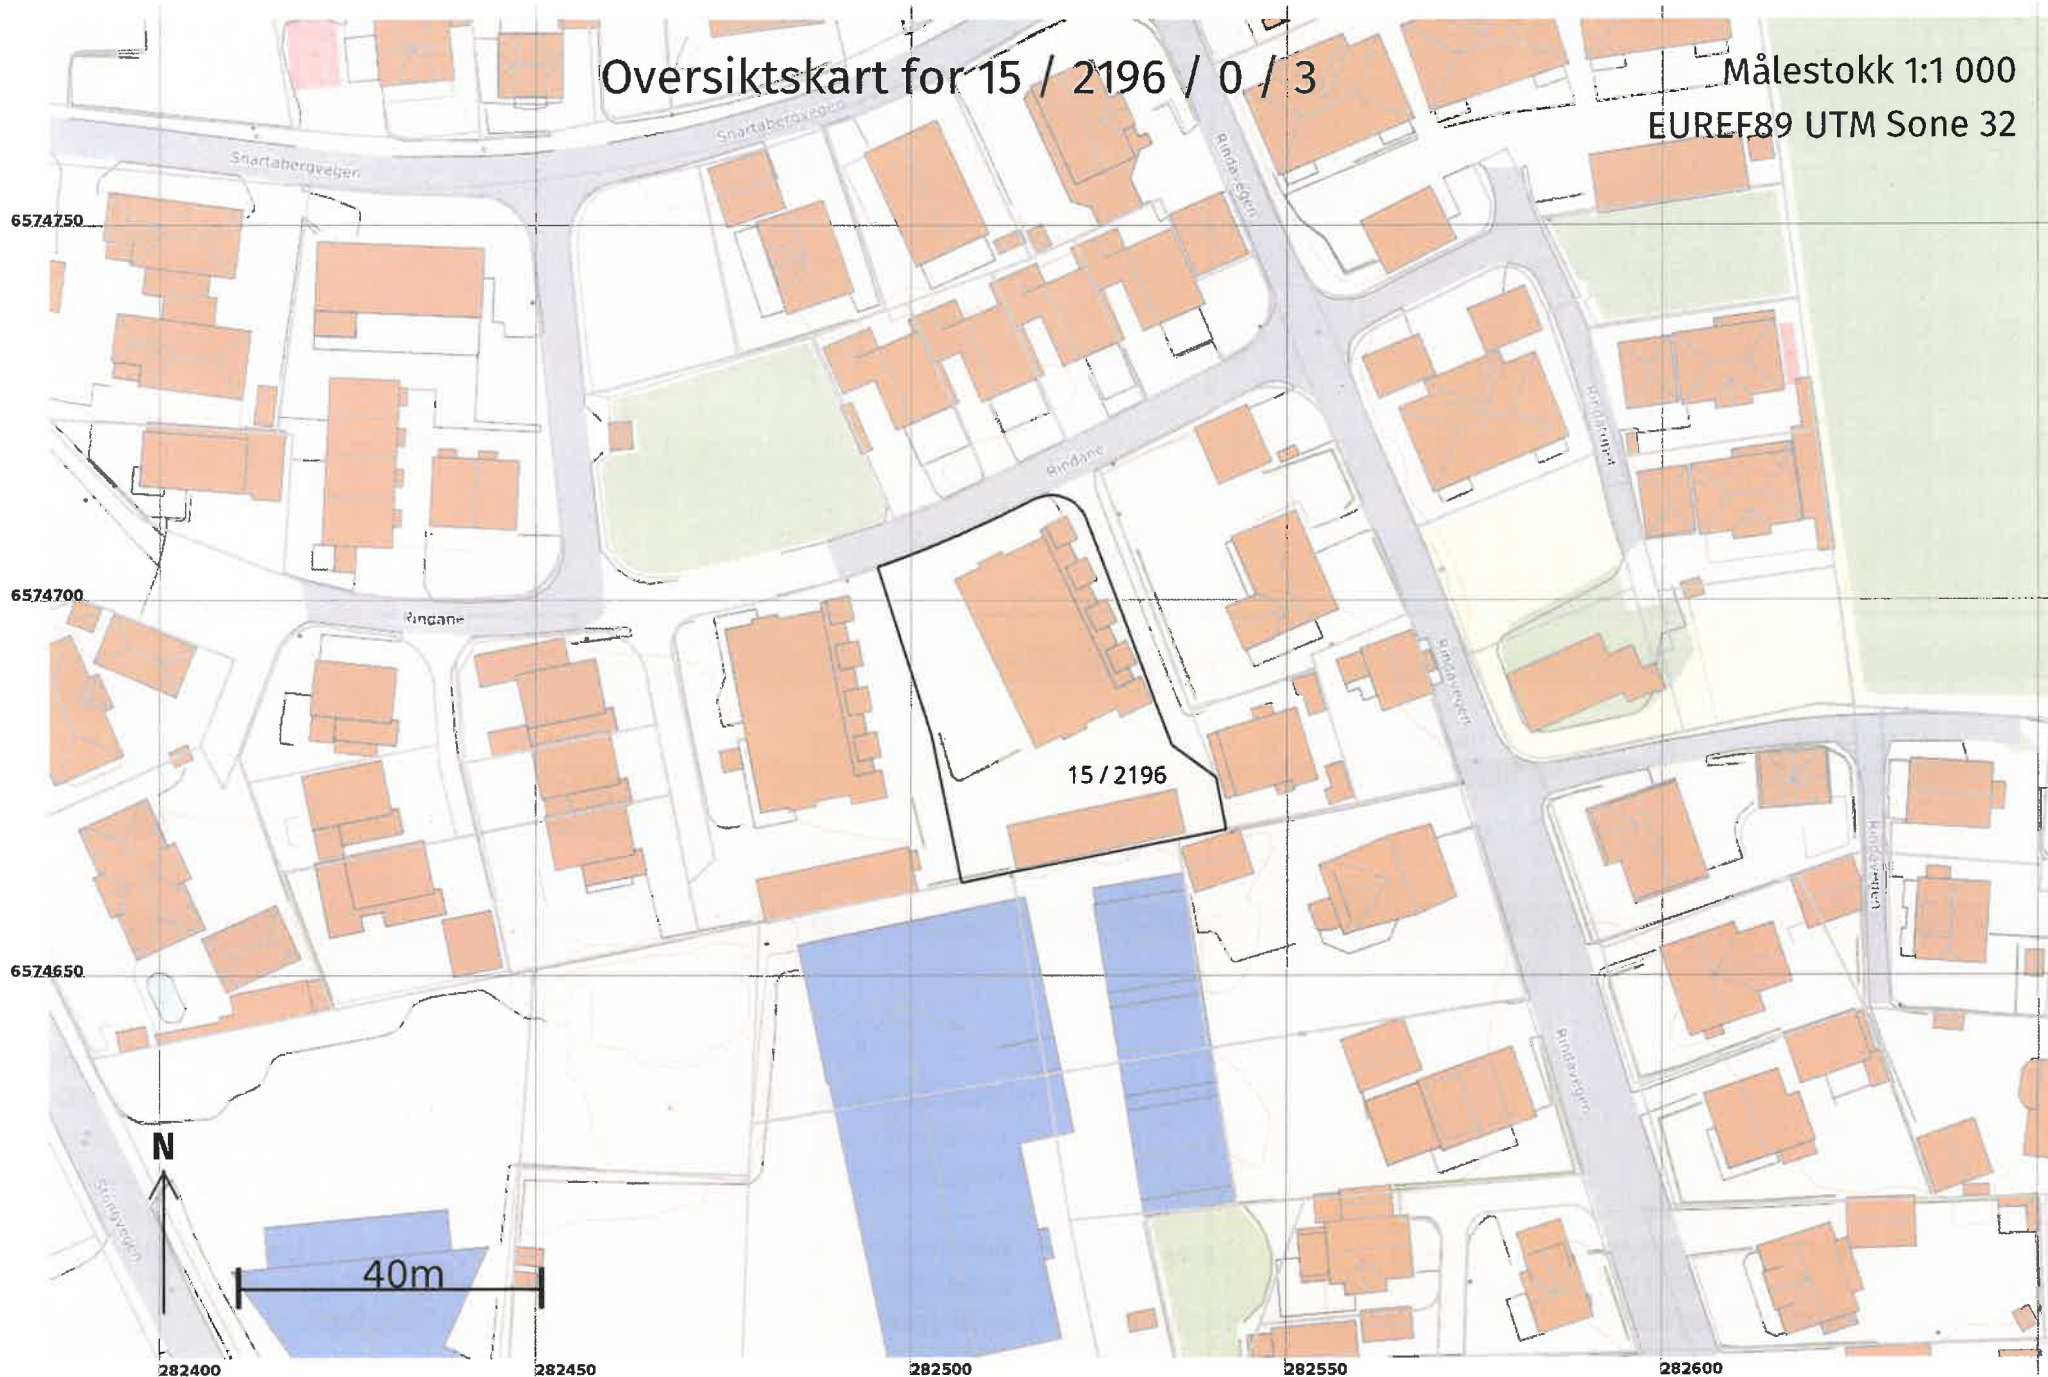 Oversiktskart for 15 / 2196 / 0 / 3
Målestokk 1:1 000
EUREF89 UTM Sone 32
Snartabergvegen
Snartabergvegen
Rindavegen
6574750
Rindane
6574700
Rindane
Rindavegen
15 / 2196
6574650
Rindavegen
N
40m
282400
282450
282500
282550
282600